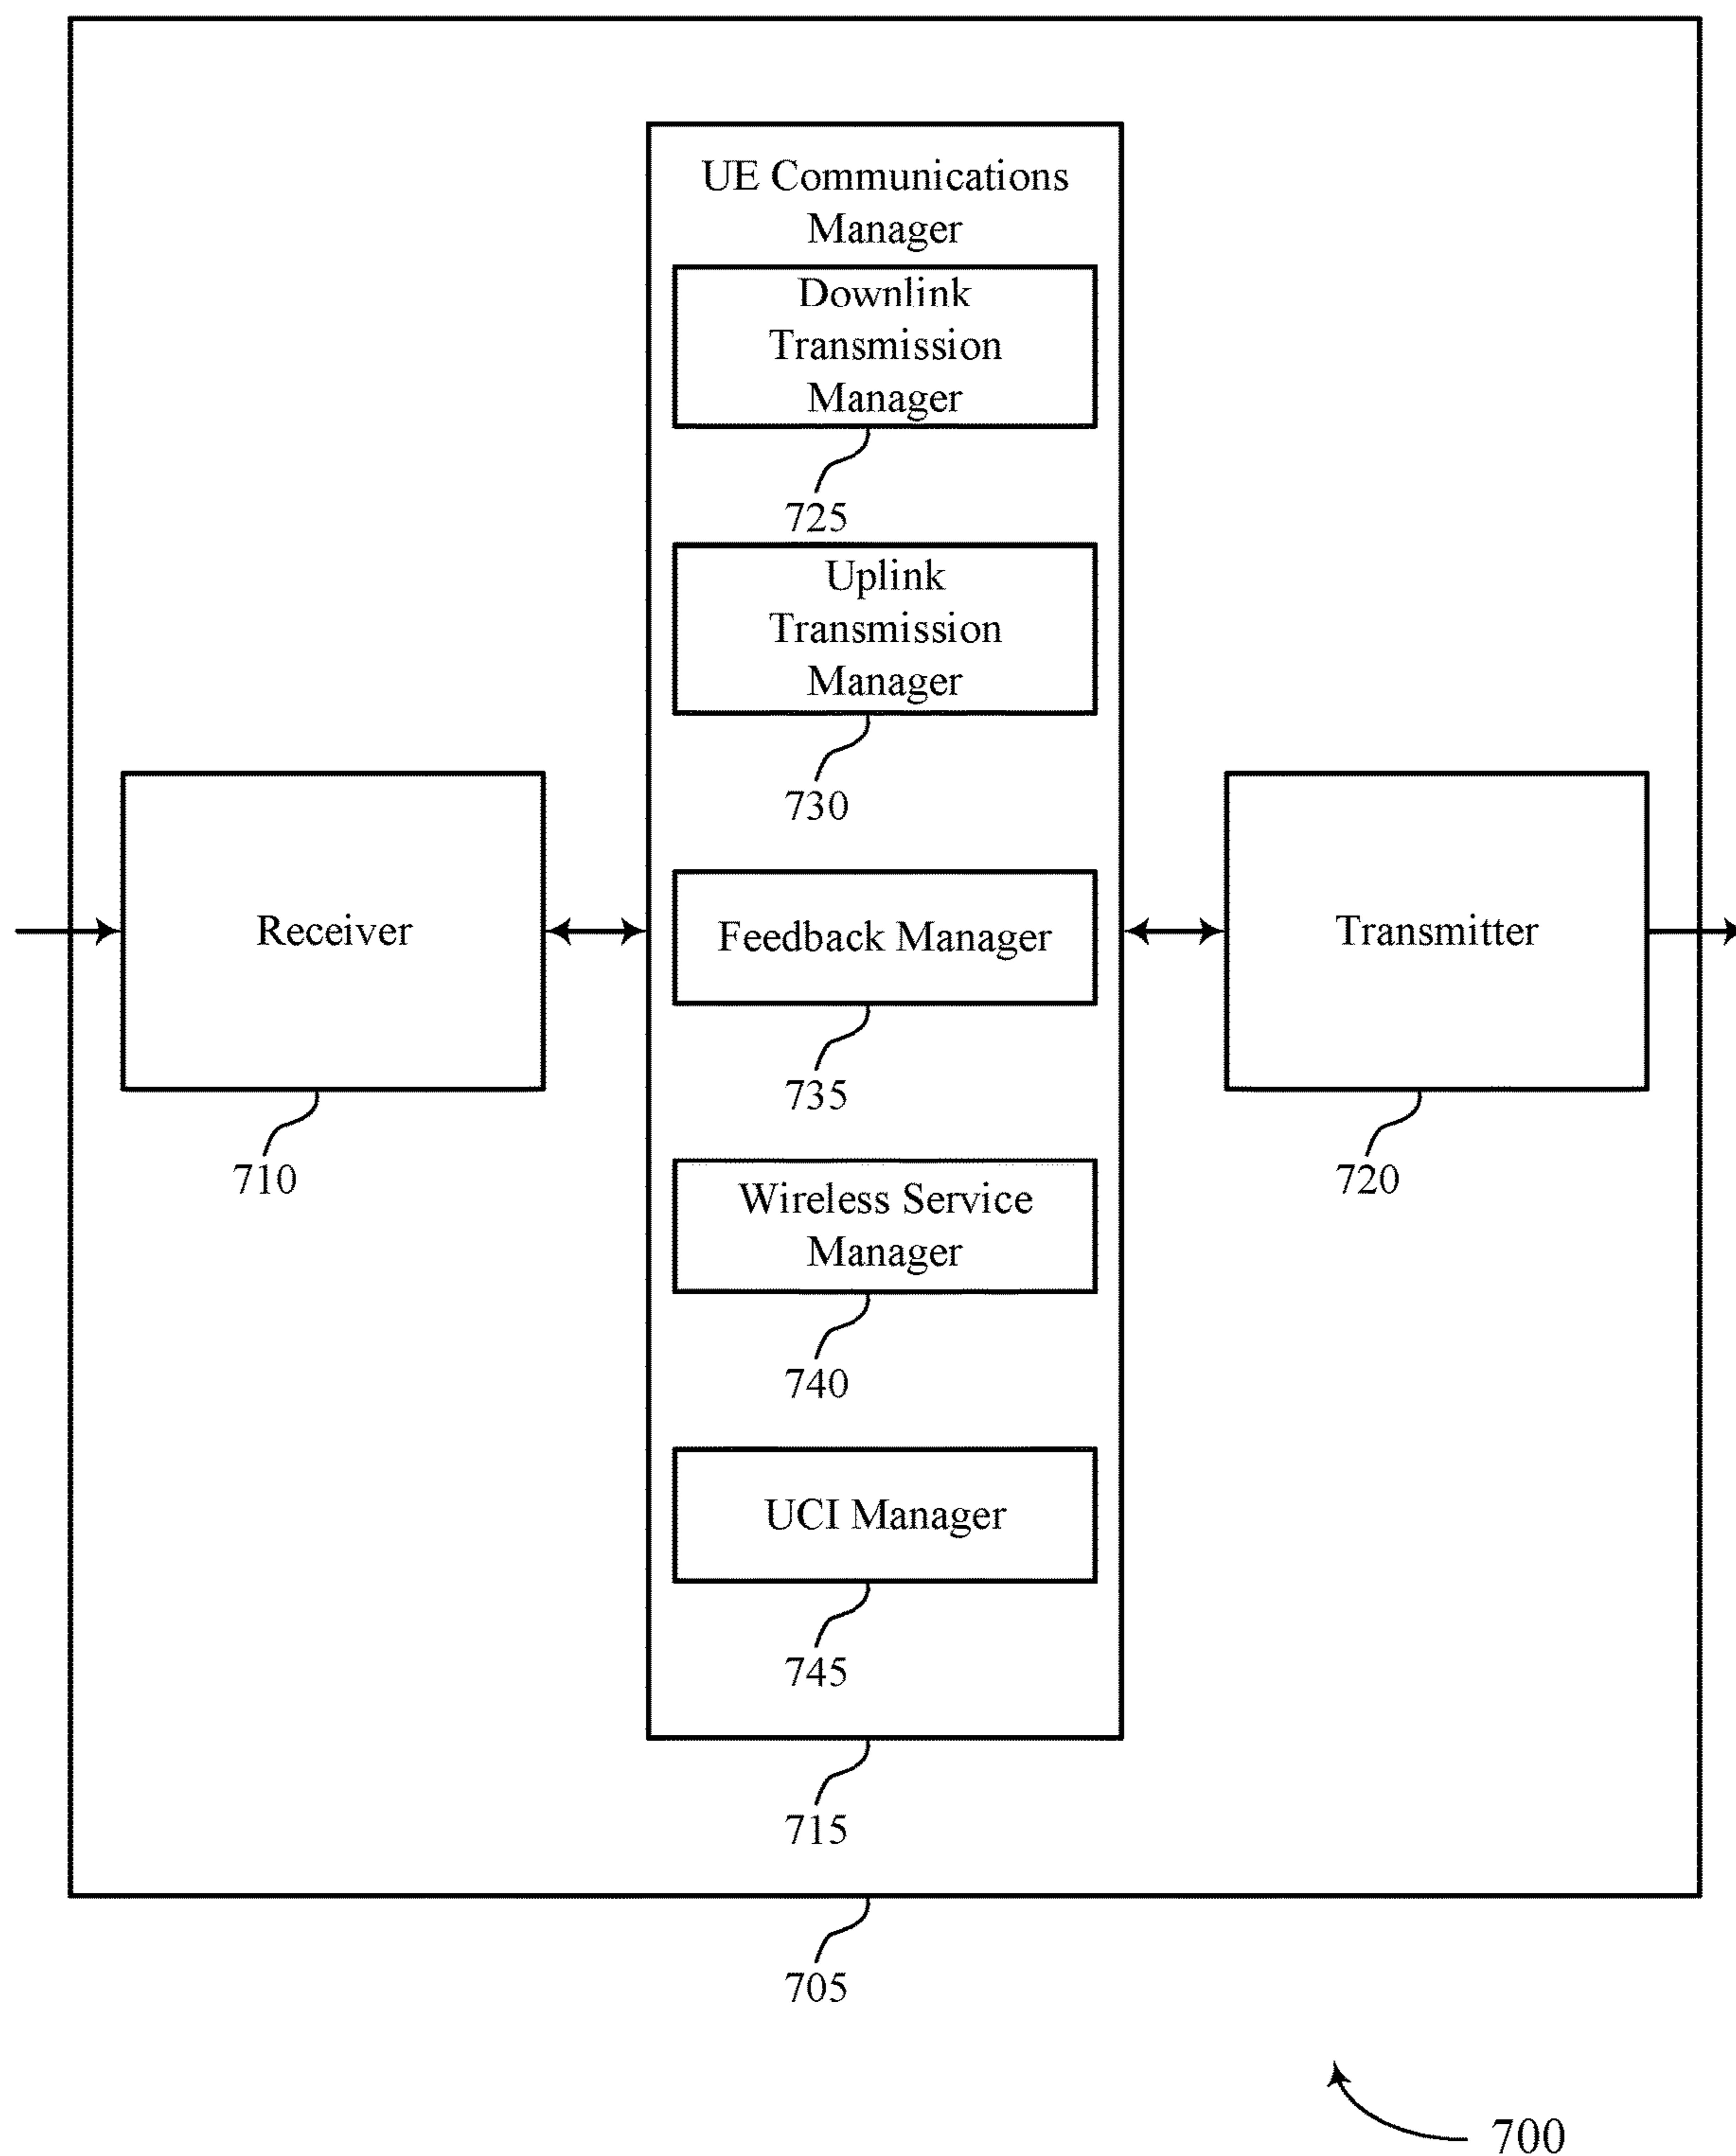 UE Communications
Manager
Downlink
Transmission
Manager
725
Uplink
Transmission
Manager
730
Receiver
710
Feedback Manager
735
Transmitter
720
Wireless Service
Manager
740
UCI Manager
745
715
705
700